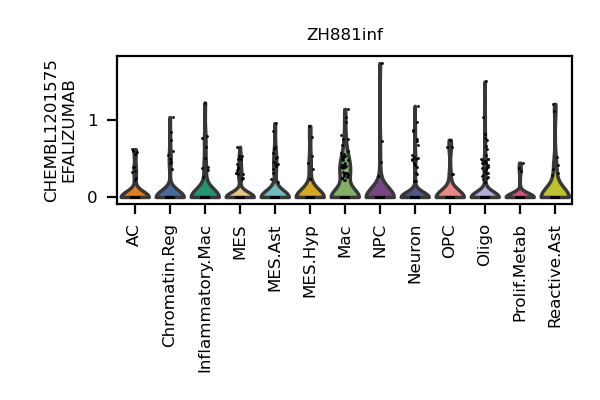 ZH881inf
CHEMBL1201575
EFALIZUMAB
1
0
AC
Chromatin.Reg
Inflammatory.Mac
MES
MES.Ast
MES.Hyp
Mac
NPC
Neuron
OPC
Oligo
Prolif.Metab
Reactive.Ast